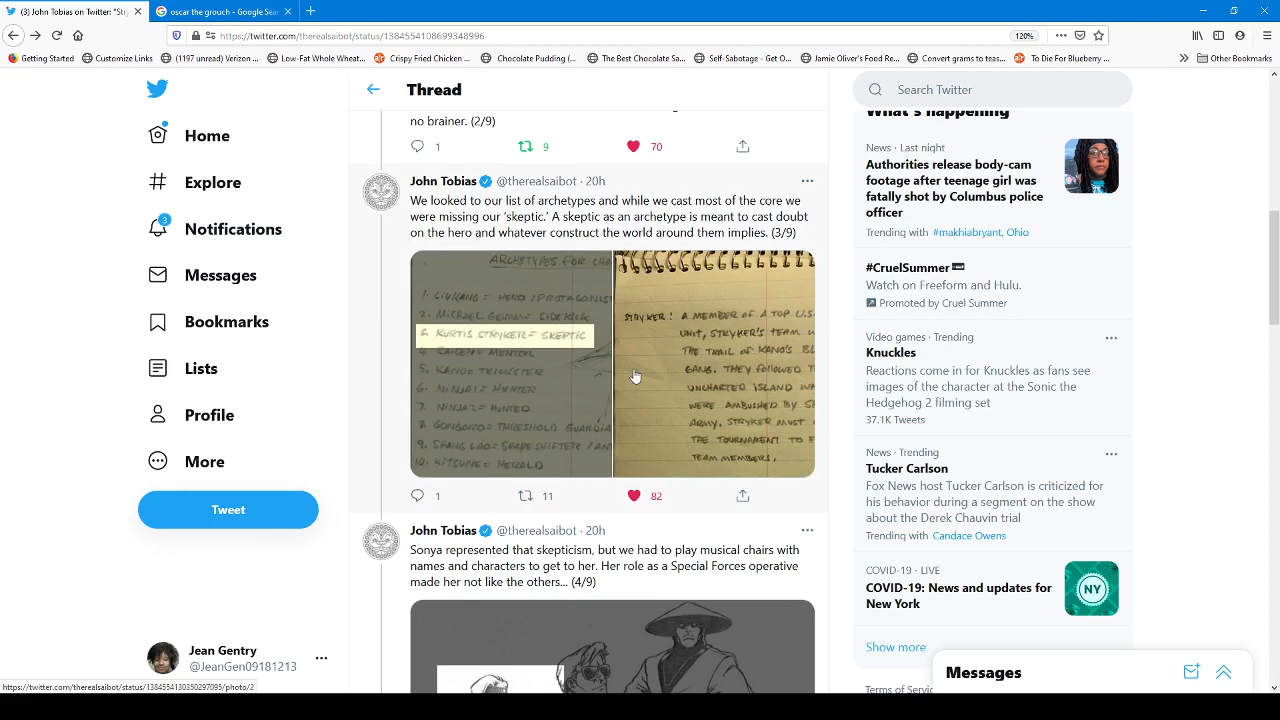 (3) John Tobias on Twitter: "Str
oscar the grouch - Google Sea
https://twitter.com/therealsaibot/status/1384554108699348996
120%
Getting Started
Customize Links
(1197 unread) Verizon ...
Low-Fat Whole Wheat...
Crispy Fried Chicken ...
Chocolate Pudding (...
The Best Chocolate Sa...
Self-Sabotage - Get O...
Jamie Oliver's Food Re...
Convert grams to teas...
To Die For Blueberry ...
Other Bookmarks
Home
Explore
3
Notifications
Messages
Bookmarks
Lists
Profile
More
Tweet
Jean Gentry
@JeanGen09181213
https://twitter.com/therealsaibot/status/1384554130350297095/photo/2
Thread
no brainer. (2/9)
1 9 70
John Tobias @therealsaibot · 20h
We looked to our list of archetypes and while we cast most of the core we
were missing our 'skeptic.' A skeptic as an archetype is meant to cast doubt
on the hero and whatever construct the world around them implies. (3/9)
ARCHETYPES FOR CHA
1. LIU KANG = HERO / PROTAGONIS
2. MICHAEL GRIMM = SIDEKICK
3. KURTIS STRYKER = SKEPTIC
4. RAIDEN = MENTOR
5. KANO = TRICKSTER
6. NINJA1 = HUNTER
7. NINJA2 = HUNTED
8. GONGORO = THRESHOLD GUARDIA
9. SHANG LAO = SHAPE SHIFTER / AN
10. KITSUNE = HERALD
STRYKER: A MEMBER OF A TOP U.S.
UNIT, STRYKER'S TEAM W
THE TRAIL OF KANO'S BL
GANG. THEY FOLLOWED T
UNCHARTED ISLAND W
WERE AMBUSHED BY S
ARMY. STRYKER MUST
THE TOURNAMENT TO F
TEAM MEMBERS.
1 11 82
John Tobias @therealsaibot · 20h
Sonya represented that skepticism, but we had to play musical chairs with
names and characters to get to her. Her role as a Special Forces operative
made her not like the others... (4/9)
Search Twitter
What's happening
News · Last night
Authorities release body-cam
footage after teenage girl was
fatally shot by Columbus police
officer
Trending with #makhiabryant, Ohio
#CruelSummer
Watch on Freeform and Hulu.
Promoted by Cruel Summer
Video games · Trending
Knuckles
Reactions come in for Knuckles as fans see
images of the character at the Sonic the
Hedgehog 2 filming set
37.1K Tweets
News · Trending
Tucker Carlson
Fox News host Tucker Carlson is criticized for
his behavior during a segment on the show
about the Derek Chauvin trial
Trending with Candace Owens
COVID-19 · LIVE
COVID-19: News and updates for
New York
NY
Show more
Terms of Servic
Messages